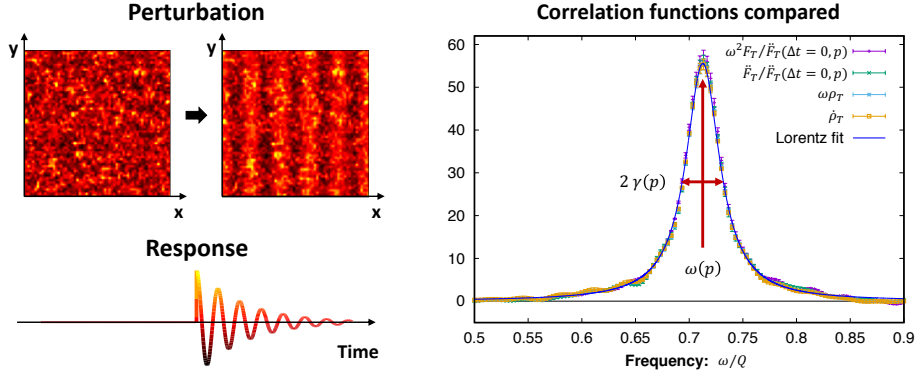 Perturbation
y
x
y
x
Response
Time
Correlation functions compared
60
50
40
30
20
10
0
ω²F_T/F̈_T(Δt = 0, p)
F̈_T/F̈_T(Δt = 0, p)
ωρ_T
ρ̇_T
Lorentz fit
2 γ(p)
ω(p)
0.5 0.55 0.6 0.65 0.7 0.75 0.8 0.85 0.9
Frequency: ω/Q